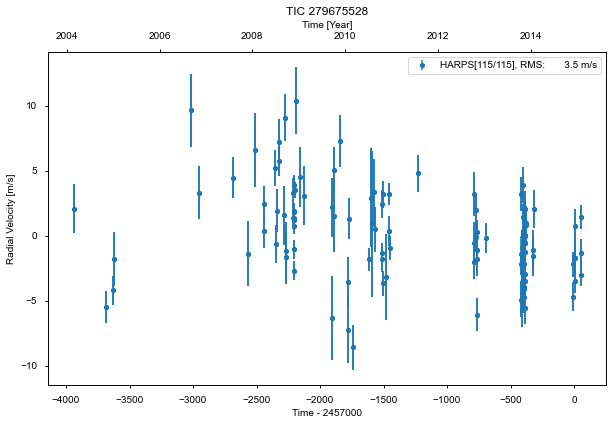 TIC 279675528
Time [Year]
2004 2006 2008 2010 2012 2014
HARPS[115/115], RMS: 3.5 m/s
Radial Velocity [m/s]
10
5
0
−5
−10
−4000 −3500 −3000 −2500 −2000 −1500 −1000 −500 0
Time - 2457000